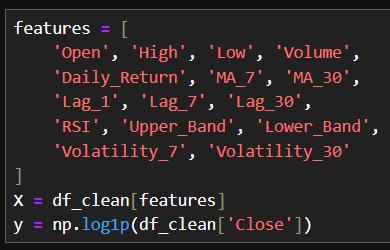 features = [
    'Open', 'High', 'Low', 'Volume',
    'Daily_Return', 'MA_7', 'MA_30',
    'Lag_1', 'Lag_7', 'Lag_30',
    'RSI', 'Upper_Band', 'Lower_Band',
    'Volatility_7', 'Volatility_30'
]
X = df_clean[features]
y = np.log1p(df_clean['Close'])